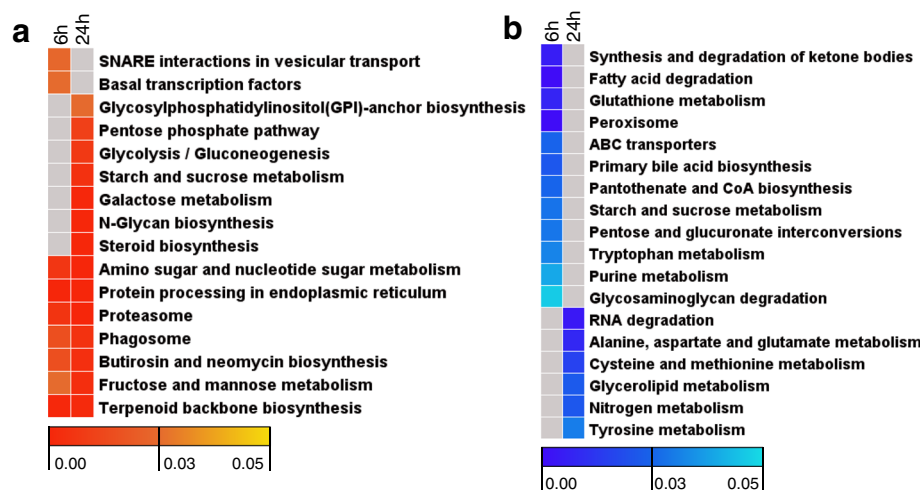 a
6h
24h
SNARE interactions in vesicular transport
Basal transcription factors
Glycosylphosphatidylinositol(GPI)-anchor biosynthesis
Pentose phosphate pathway
Glycolysis / Gluconeogenesis
Starch and sucrose metabolism
Galactose metabolism
N-Glycan biosynthesis
Steroid biosynthesis
Amino sugar and nucleotide sugar metabolism
Protein processing in endoplasmic reticulum
Proteasome
Phagosome
Butirosin and neomycin biosynthesis
Fructose and mannose metabolism
Terpenoid backbone biosynthesis
0.00 0.03 0.05
b
6h
24h
Synthesis and degradation of ketone bodies
Fatty acid degradation
Glutathione metabolism
Peroxisome
ABC transporters
Primary bile acid biosynthesis
Pantothenate and CoA biosynthesis
Starch and sucrose metabolism
Pentose and glucuronate interconversions
Tryptophan metabolism
Purine metabolism
Glycosaminoglycan degradation
RNA degradation
Alanine, aspartate and glutamate metabolism
Cysteine and methionine metabolism
Glycerolipid metabolism
Nitrogen metabolism
Tyrosine metabolism
0.00 0.03 0.05